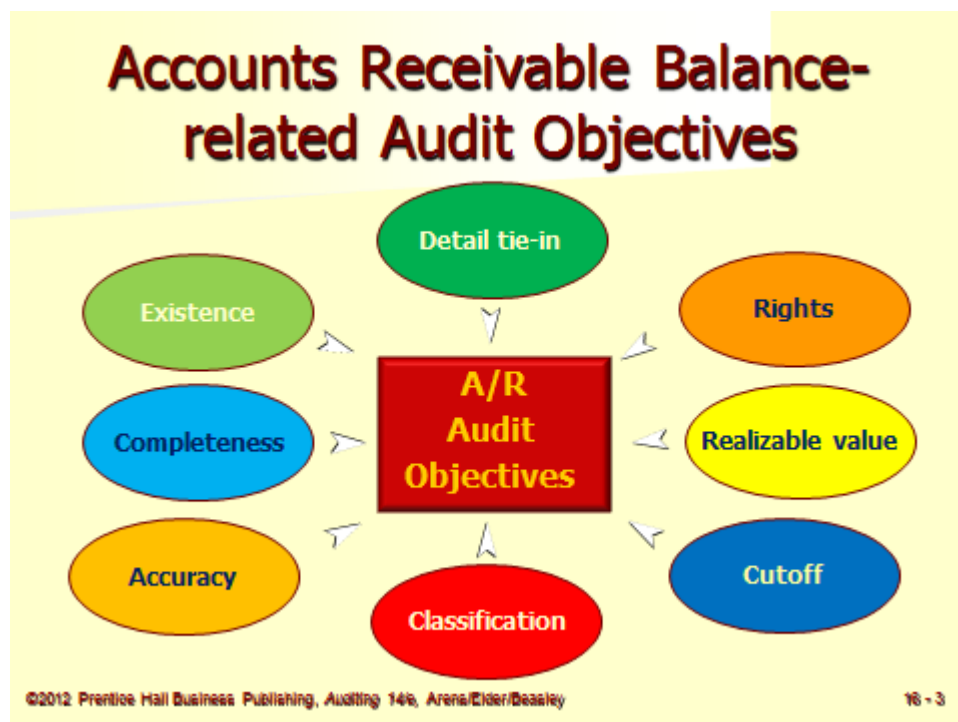 Accounts Receivable Balance-
related Audit Objectives
Detail tie-in
Existence
Rights
A/R
Audit
Objectives
Completeness
Realizable value
Accuracy
Cutoff
Classification
©2012 Prentice Hall Business Publishing, Auditing 14/e, Arens/Elder/Beasley
16 - 3